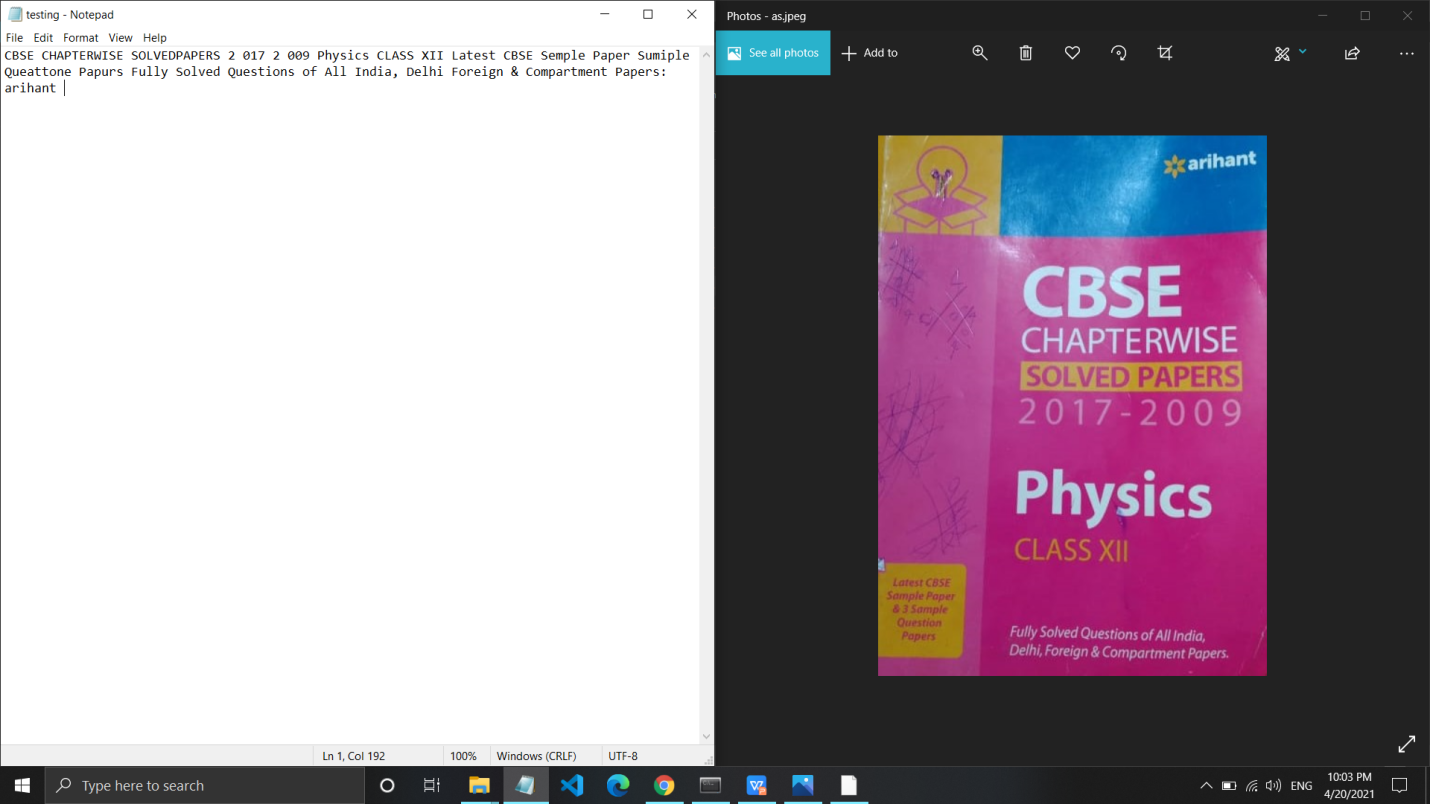 testing - Notepad
File Edit Format View Help
CBSE CHAPTERWISE SOLVEDPAPERS 2 017 2 009 Physics CLASS XII Latest CBSE Semple Paper Sumiple
Queattone Papurs Fully Solved Questions of All India, Delhi Foreign & Compartment Papers:
arihant
Ln 1, Col 192 100% Windows (CRLF) UTF-8
Photos - as.jpeg
See all photos Add to
arihant
CBSE
CHAPTERWISE
SOLVED PAPERS
2017-2009
Physics
CLASS XII
Latest CBSE
Sample Paper
& 3 Sample
Question
Papers
Fully Solved Questions of All India,
Delhi, Foreign & Compartment Papers.
Type here to search
ENG
10:03 PM
4/20/2021